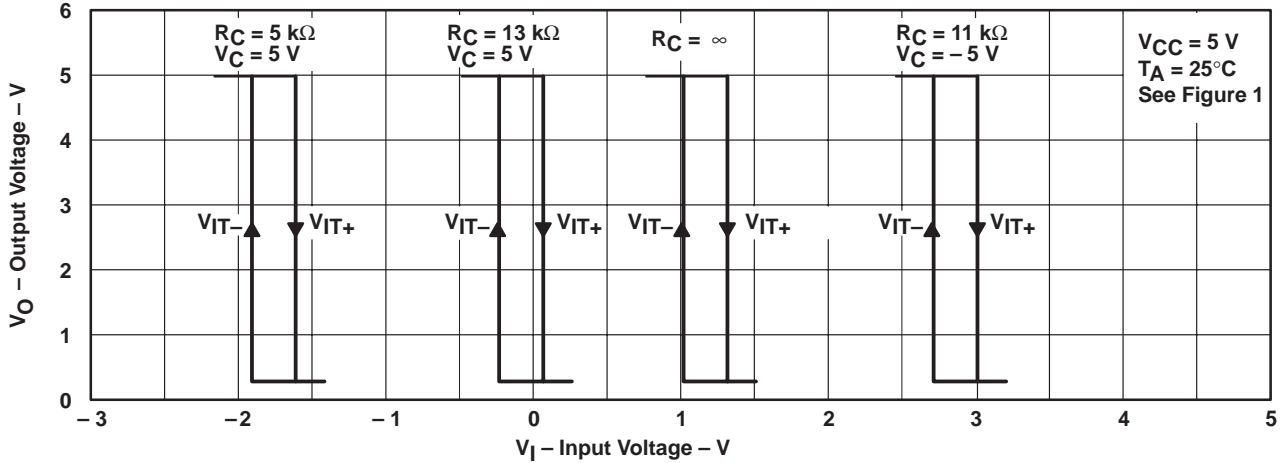 RC = 5 kΩ
VC = 5 V
RC = 13 kΩ
VC = 5 V
RC = ∞
RC = 11 kΩ
VC = – 5 V
VCC = 5 V
TA = 25°C
See Figure 1
VO – Output Voltage – V
6
5
4
3
2
1
0
VIT– VIT+
VIT– VIT+
VIT– VIT+
VIT– VIT+
– 3 –2 – 1 0 1 2 3 4 5
VI – Input Voltage – V